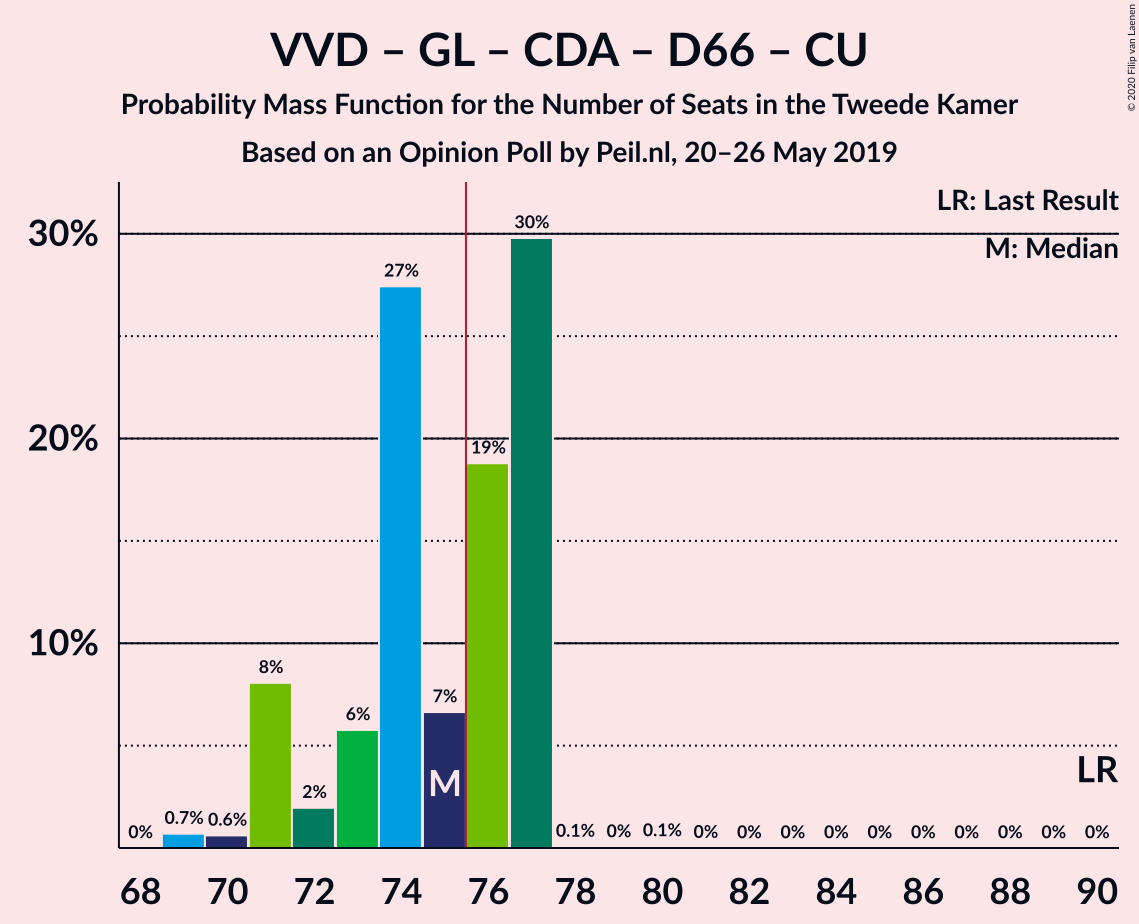 VVD – GL – CDA – D66 – CU
Probability Mass Function for the Number of Seats in the Tweede Kamer
Based on an Opinion Poll by Peil.nl, 20–26 May 2019
© 2020 Filip van Laenen
LR: Last Result
M: Median
30%
20%
10%
0%
0.7%
0.6%
8%
2%
6%
27%
7%
19%
30%
0.1%
0%
0.1%
0%
0%
0%
0%
0%
0%
0%
0%
0%
0%
M
LR
68 70 72 74 76 78 80 82 84 86 88 90